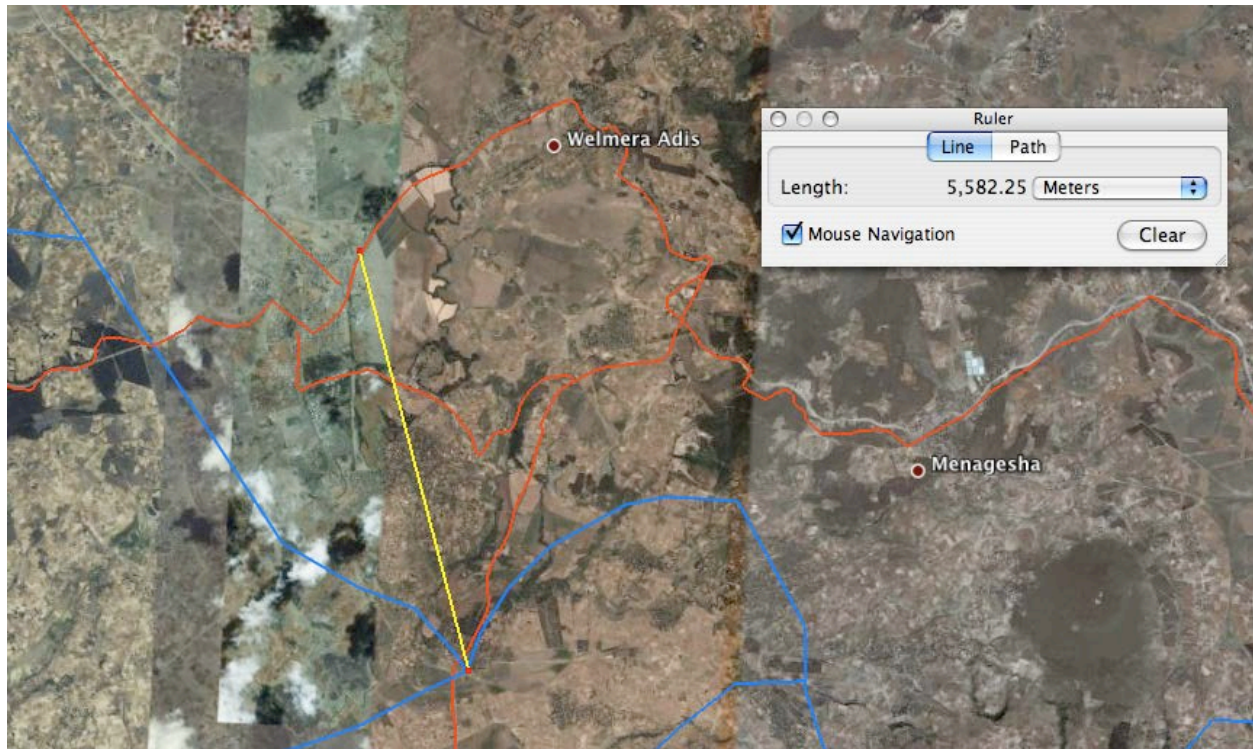 Welmera Adis
Ruler
Line Path
Length: 5,582.25 Meters
Mouse Navigation Clear
Menagesha